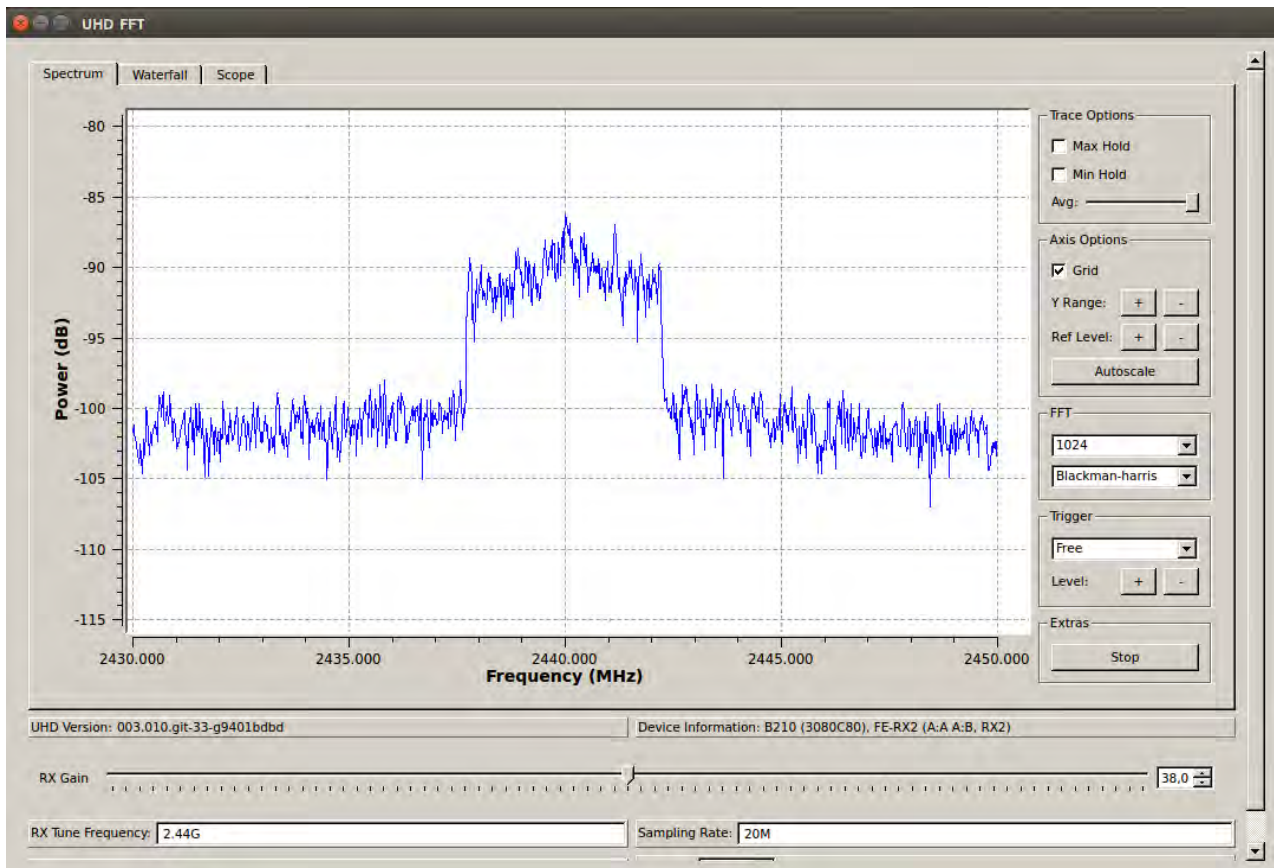 UHD FFT
Spectrum Waterfall Scope
Trace Options
Max Hold
Min Hold
Avg:
Axis Options
Grid
Y Range: + -
Ref Level: + -
Autoscale
FFT
1024
Blackman-harris
Trigger
Free
Level: + -
Extras
Stop
Power (dB)
-80
-85
-90
-95
-100
-105
-110
-115
2430.000 2435.000 2440.000 2445.000 2450.000
Frequency (MHz)
UHD Version: 003.010.git-33-g9401bdbd Device Information: B210 (3080C80), FE-RX2 (A:A A:B, RX2)
RX Gain 38,0
RX Tune Frequency: 2.44G Sampling Rate: 20M